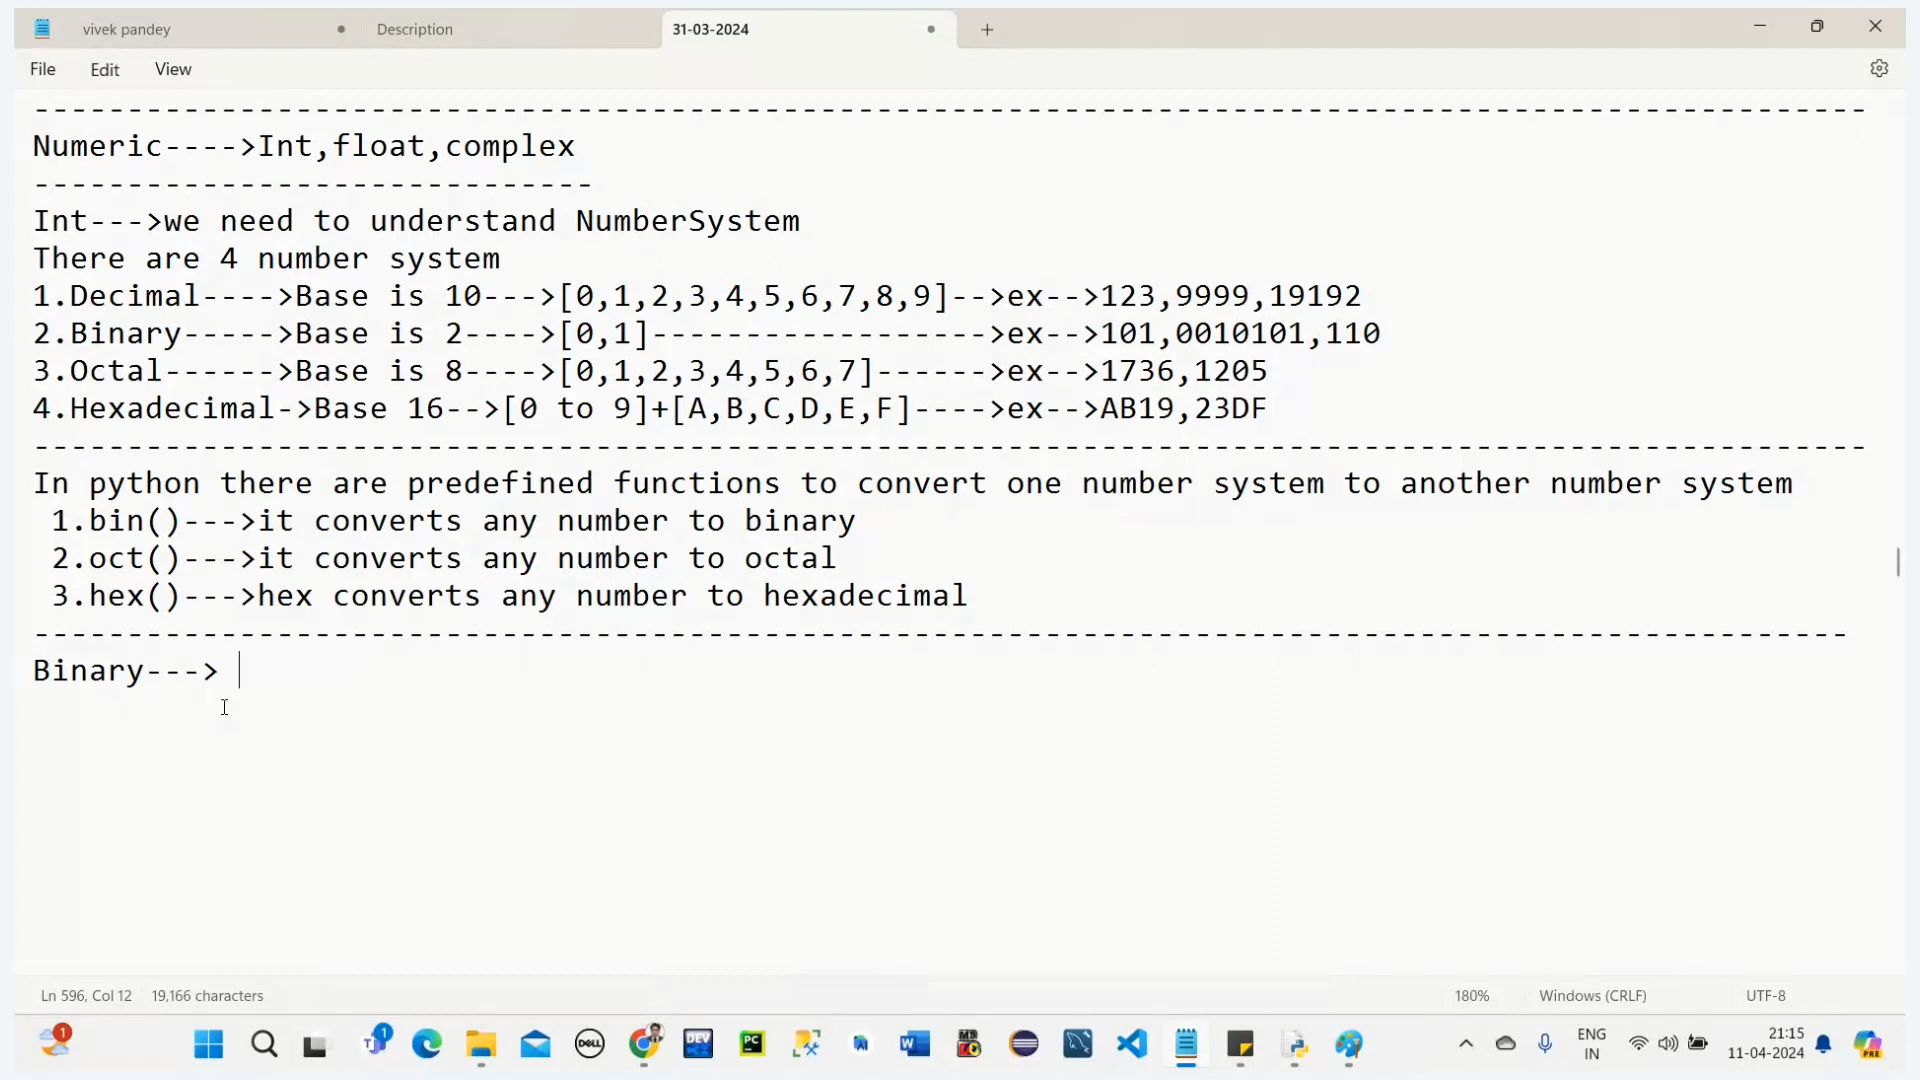 vivek pandey
Description
31-03-2024
File Edit View
--------------------------------------------------------------------------------------------------
Numeric---->Int,float,complex
------------------------------
Int--->we need to understand NumberSystem
There are 4 number system
1.Decimal---->Base is 10--->[0,1,2,3,4,5,6,7,8,9]-->ex-->123,9999,19192
2.Binary----->Base is 2---->[0,1]------------------>ex-->101,0010101,110
3.Octal------>Base is 8---->[0,1,2,3,4,5,6,7]------>ex-->1736,1205
4.Hexadecimal->Base 16-->[0 to 9]+[A,B,C,D,E,F]---->ex-->AB19,23DF
--------------------------------------------------------------------------------------------------
In python there are predefined functions to convert one number system to another number system
1.bin()--->it converts any number to binary
2.oct()--->it converts any number to octal
3.hex()--->hex converts any number to hexadecimal
-------------------------------------------------------------------------------------------------
Binary--->
Ln 596, Col 12 19,166 characters 180% Windows (CRLF) UTF-8
1
1
DELL
DEV
PC
MS
ENG
IN
21:15
11-04-2024
PRE